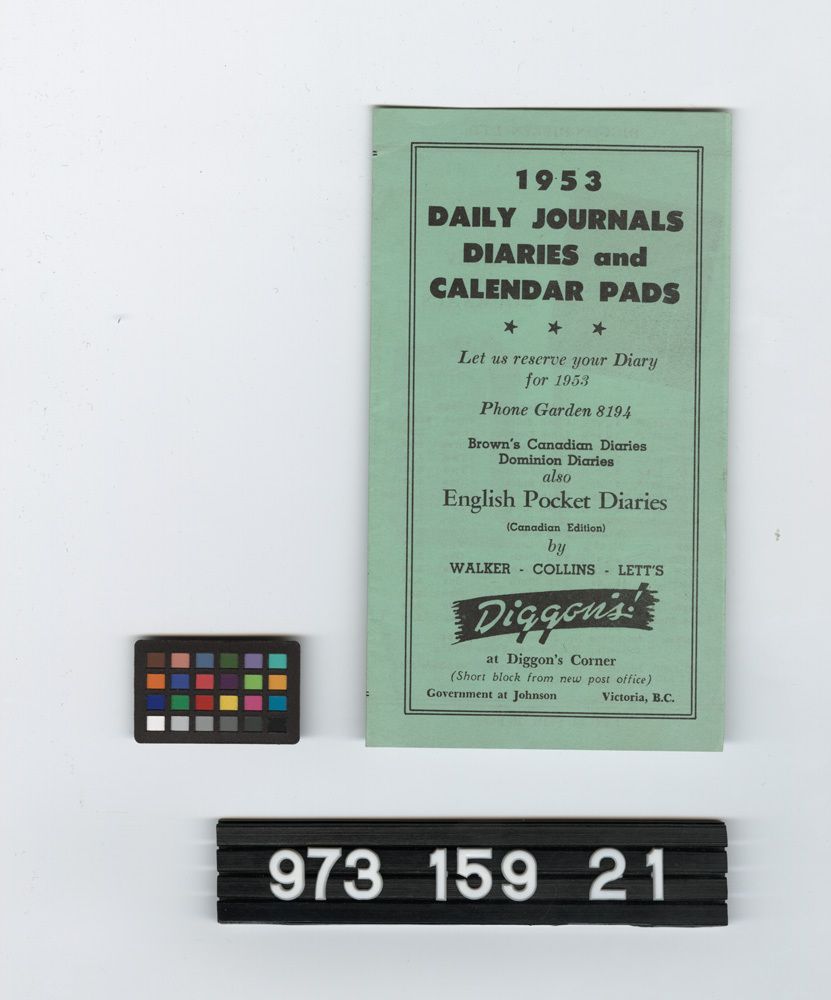 1953
DAILY JOURNALS
DIARIES and
CALENDAR PADS
Let us reserve your Diary
for 1953
Phone Garden 8194
Brown's Canadian Diaries
Dominion Diaries
also
English Pocket Diaries
(Canadian Edition)
by
WALKER - COLLINS - LETT'S
Diggon's!
at Diggon's Corner
(Short block from new post office)
Government at Johnson Victoria, B.C.
973 159 21